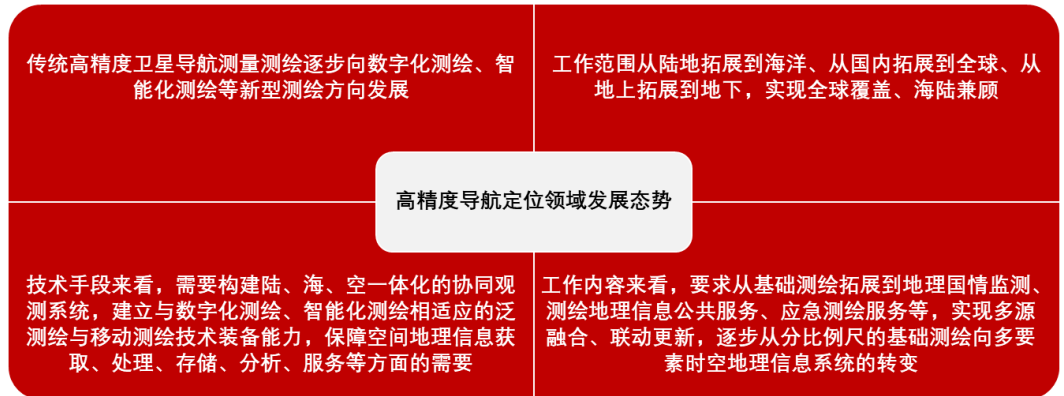 传统高精度卫星导航测量测绘逐步向数字化测绘、智
能化测绘等新型测绘方向发展
工作范围从陆地拓展到海洋、从国内拓展到全球、从
地上拓展到地下，实现全球覆盖、海陆兼顾
高精度导航定位领域发展态势
技术手段来看，需要构建陆、海、空一体化的协同观
测系统，建立与数字化测绘、智能化测绘相适应的泛
测绘与移动测绘技术装备能力，保障空间地理信息获
取、处理、存储、分析、服务等方面的需要
工作内容来看，要求从基础测绘拓展到地理国情监测、
测绘地理信息公共服务、应急测绘服务等，实现多源
融合、联动更新，逐步从分比例尺的基础测绘向多要
素时空地理信息系统的转变